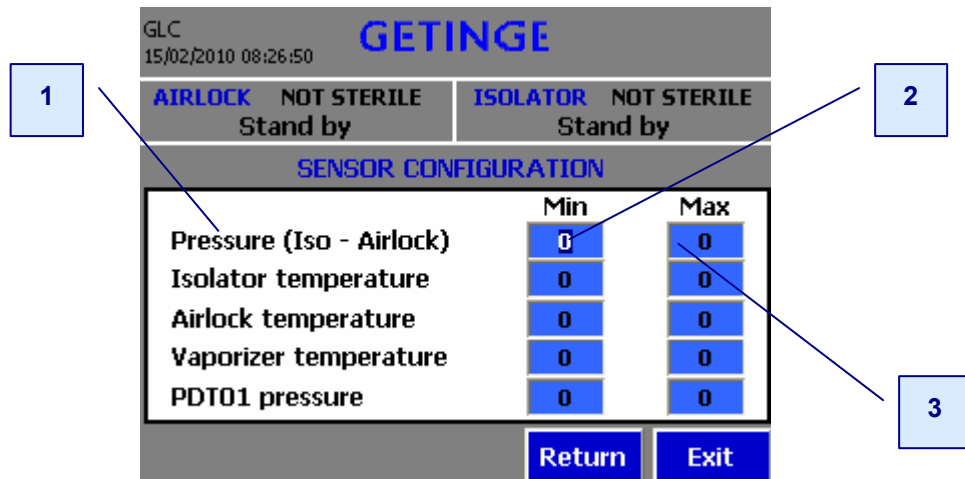 GLC
GETINGE
15/02/2010 08:26:50
1
2
AIRLOCK NOT STERILE
Stand by
ISOLATOR NOT STERILE
Stand by
SENSOR CONFIGURATION
Min Max
Pressure (Iso - Airlock) 0 0
Isolator temperature 0 0
Airlock temperature 0 0
Vaporizer temperature 0 0
PDT01 pressure 0 0
3
Return Exit